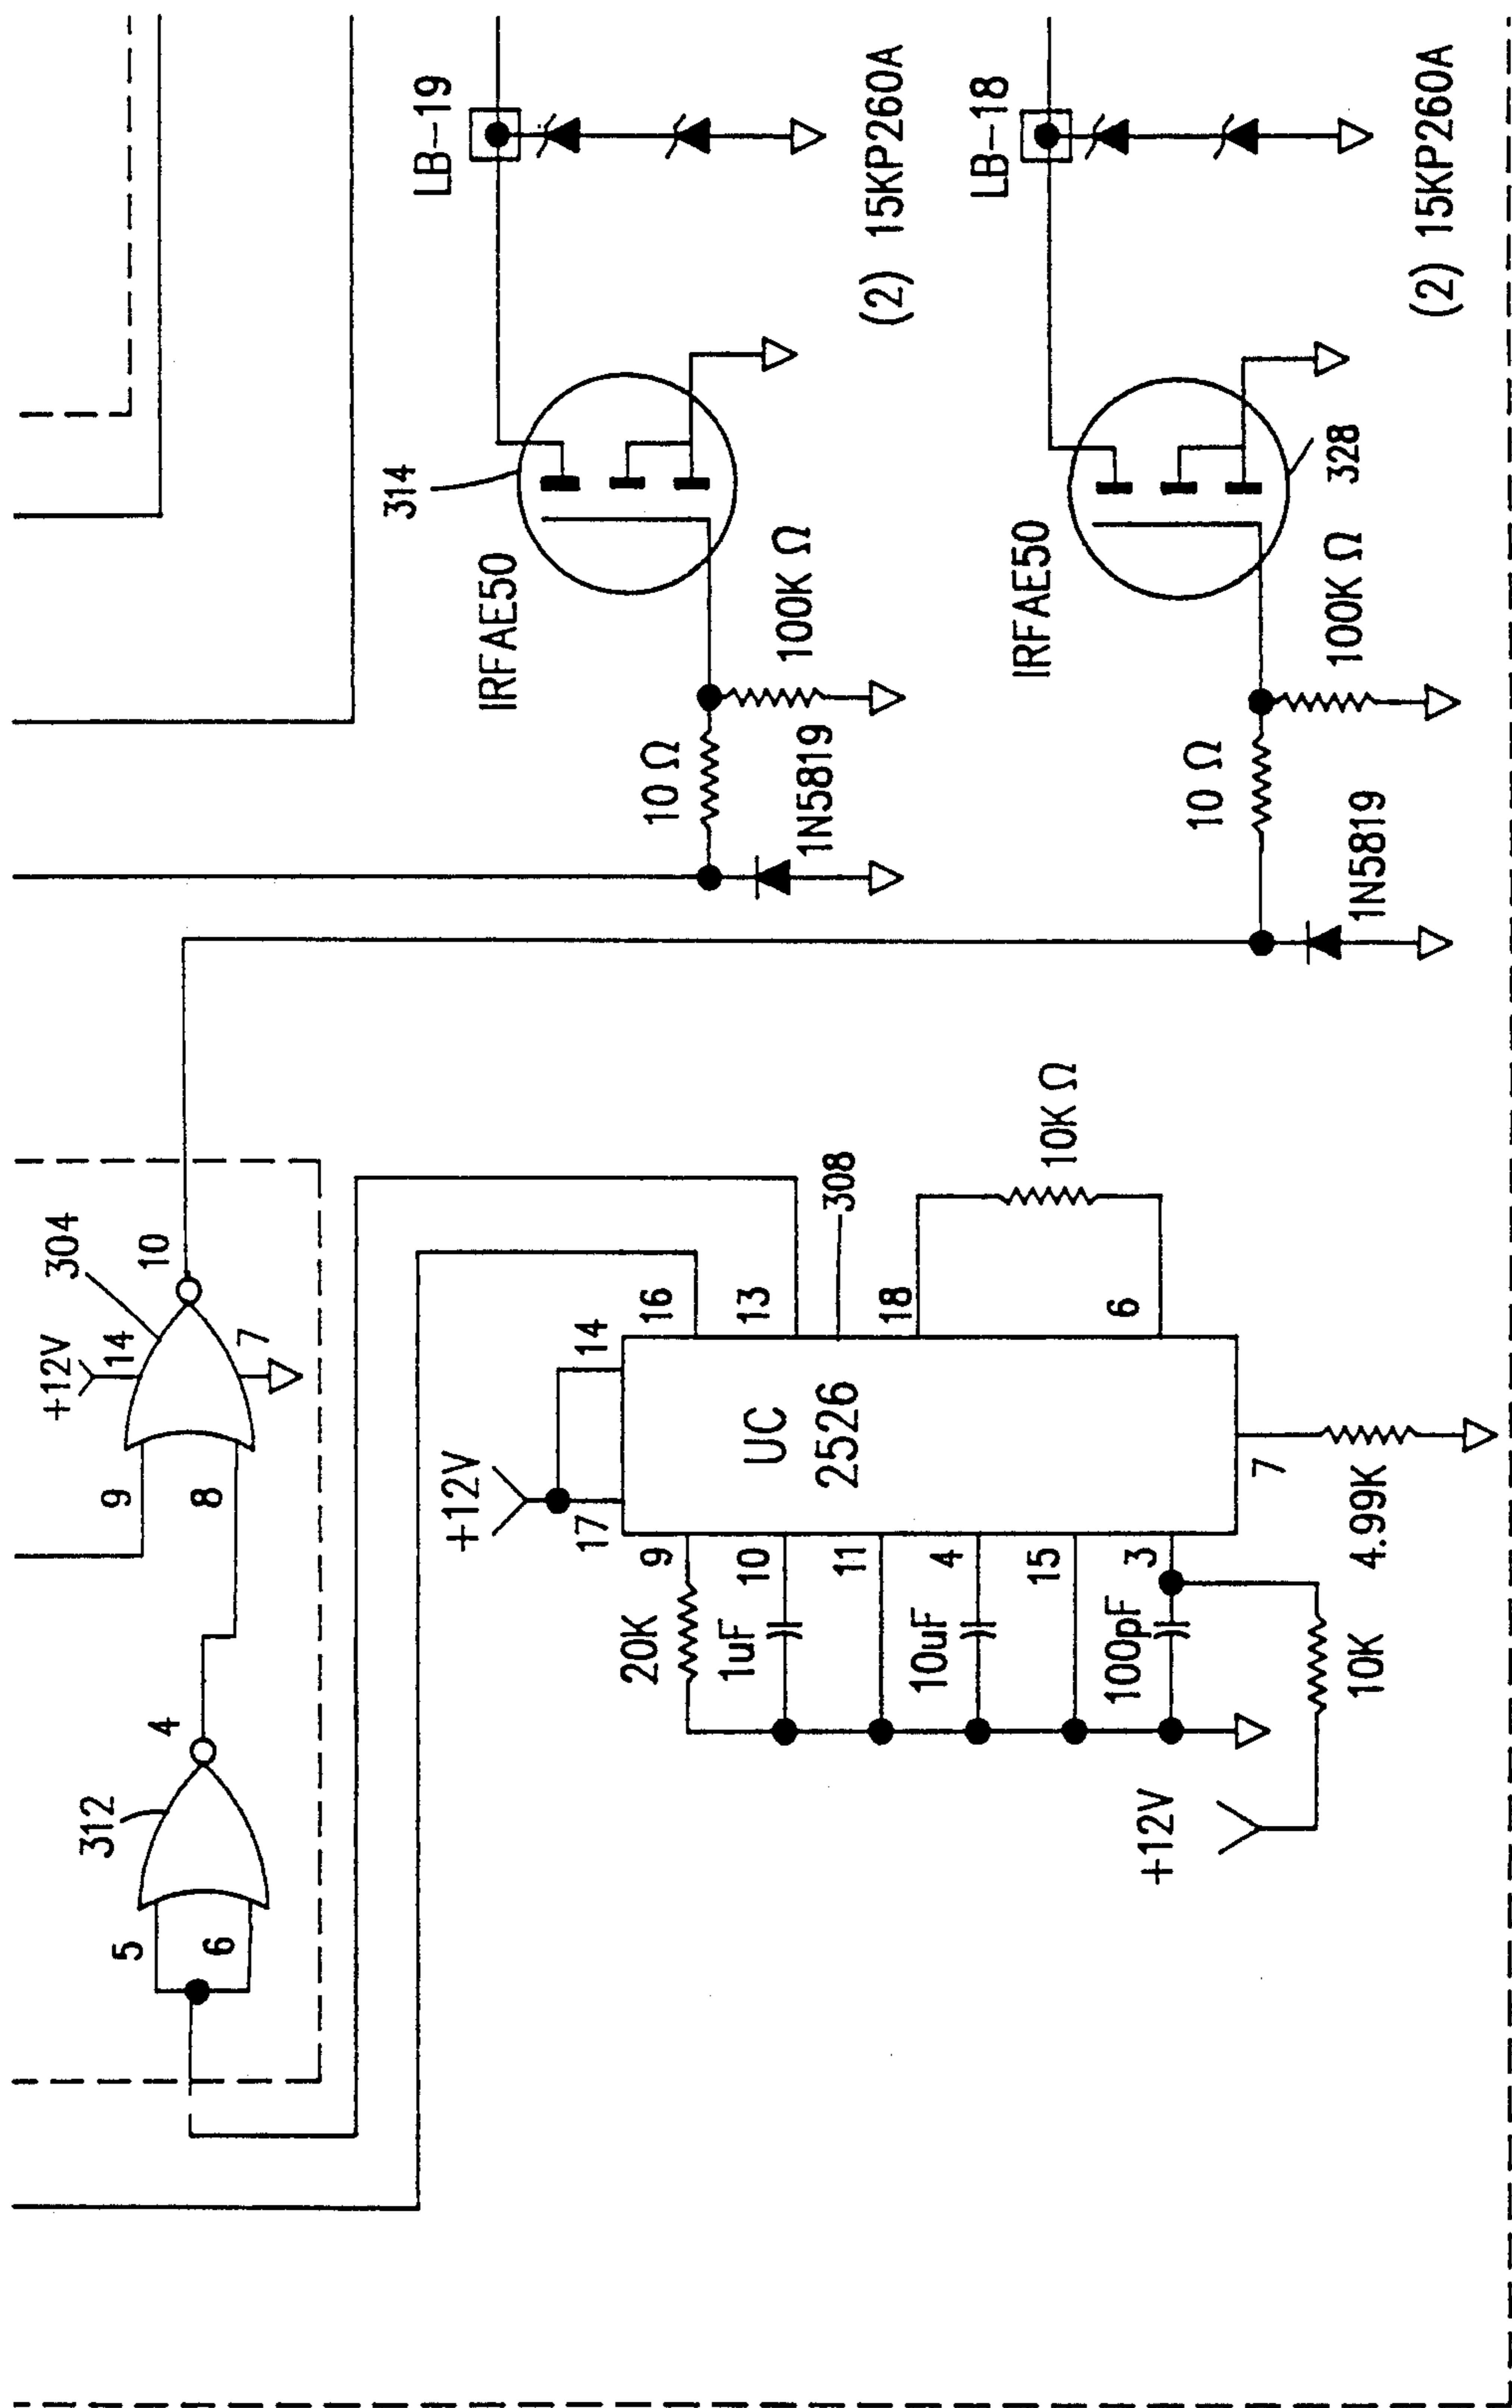 304
+12V
14
10
9
8
7
312
4
5
6
LB-19
314
IRFAE50
10 Ω
100K Ω
1N5819
(2) 15KP260A
LB-18
IRFAE50
328
10 Ω
100K Ω
1N5819
(2) 15KP260A
+12V
17
14
16
13
308
18
6
10K Ω
UC
2526
9
20K
10
1uF
11
4
10uF
15
3
100pF
7
4.99K
10K
+12V